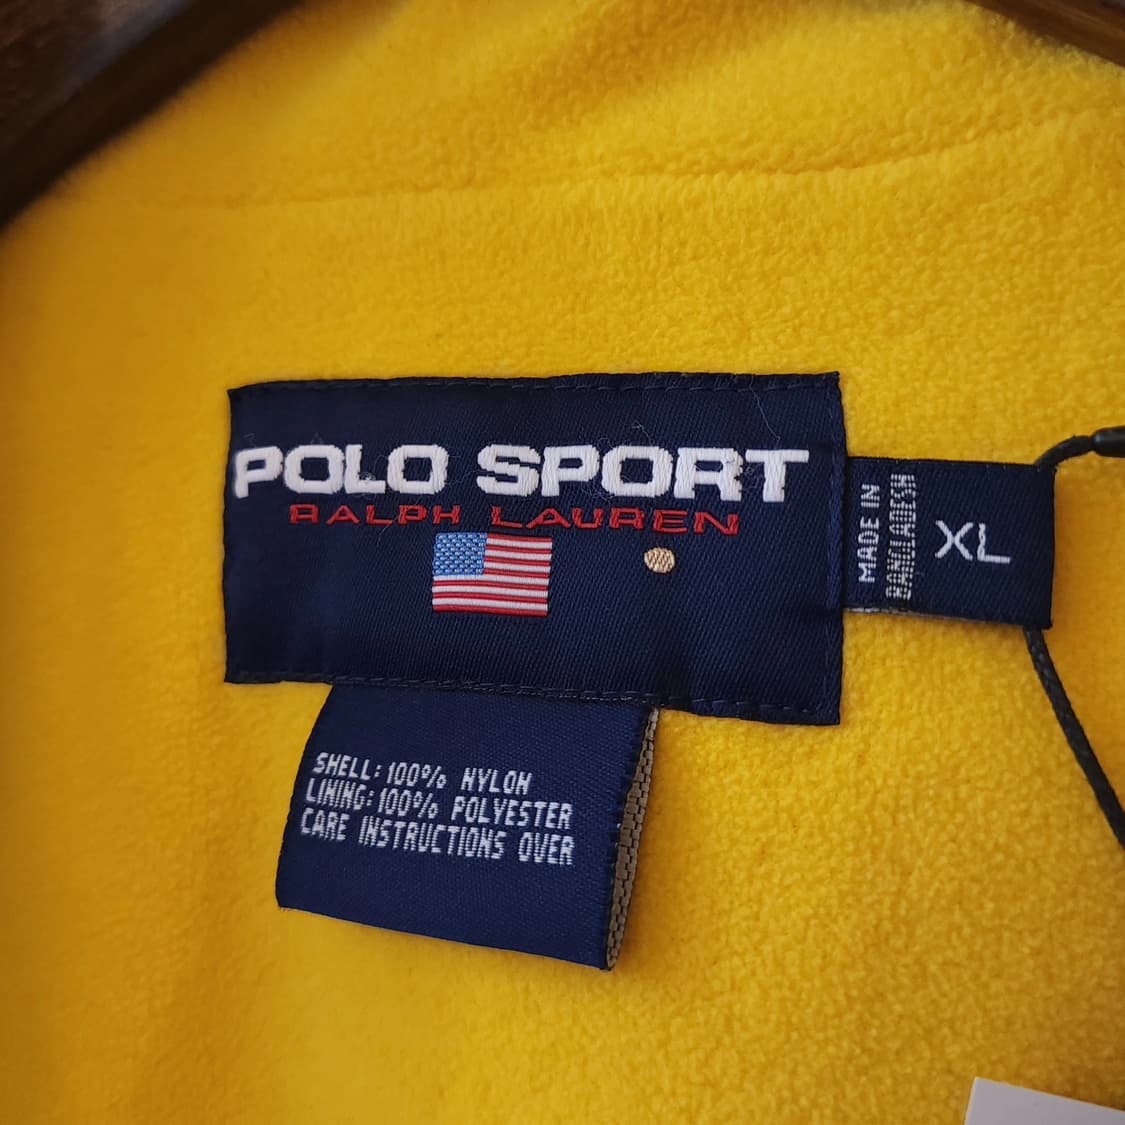 POLO SPORT
RALPH LAUREN
MADE IN
BANGLADESH
XL
SHELL: 100% NYLON
LINING: 100% POLYESTER
CARE INSTRUCTIONS OVER